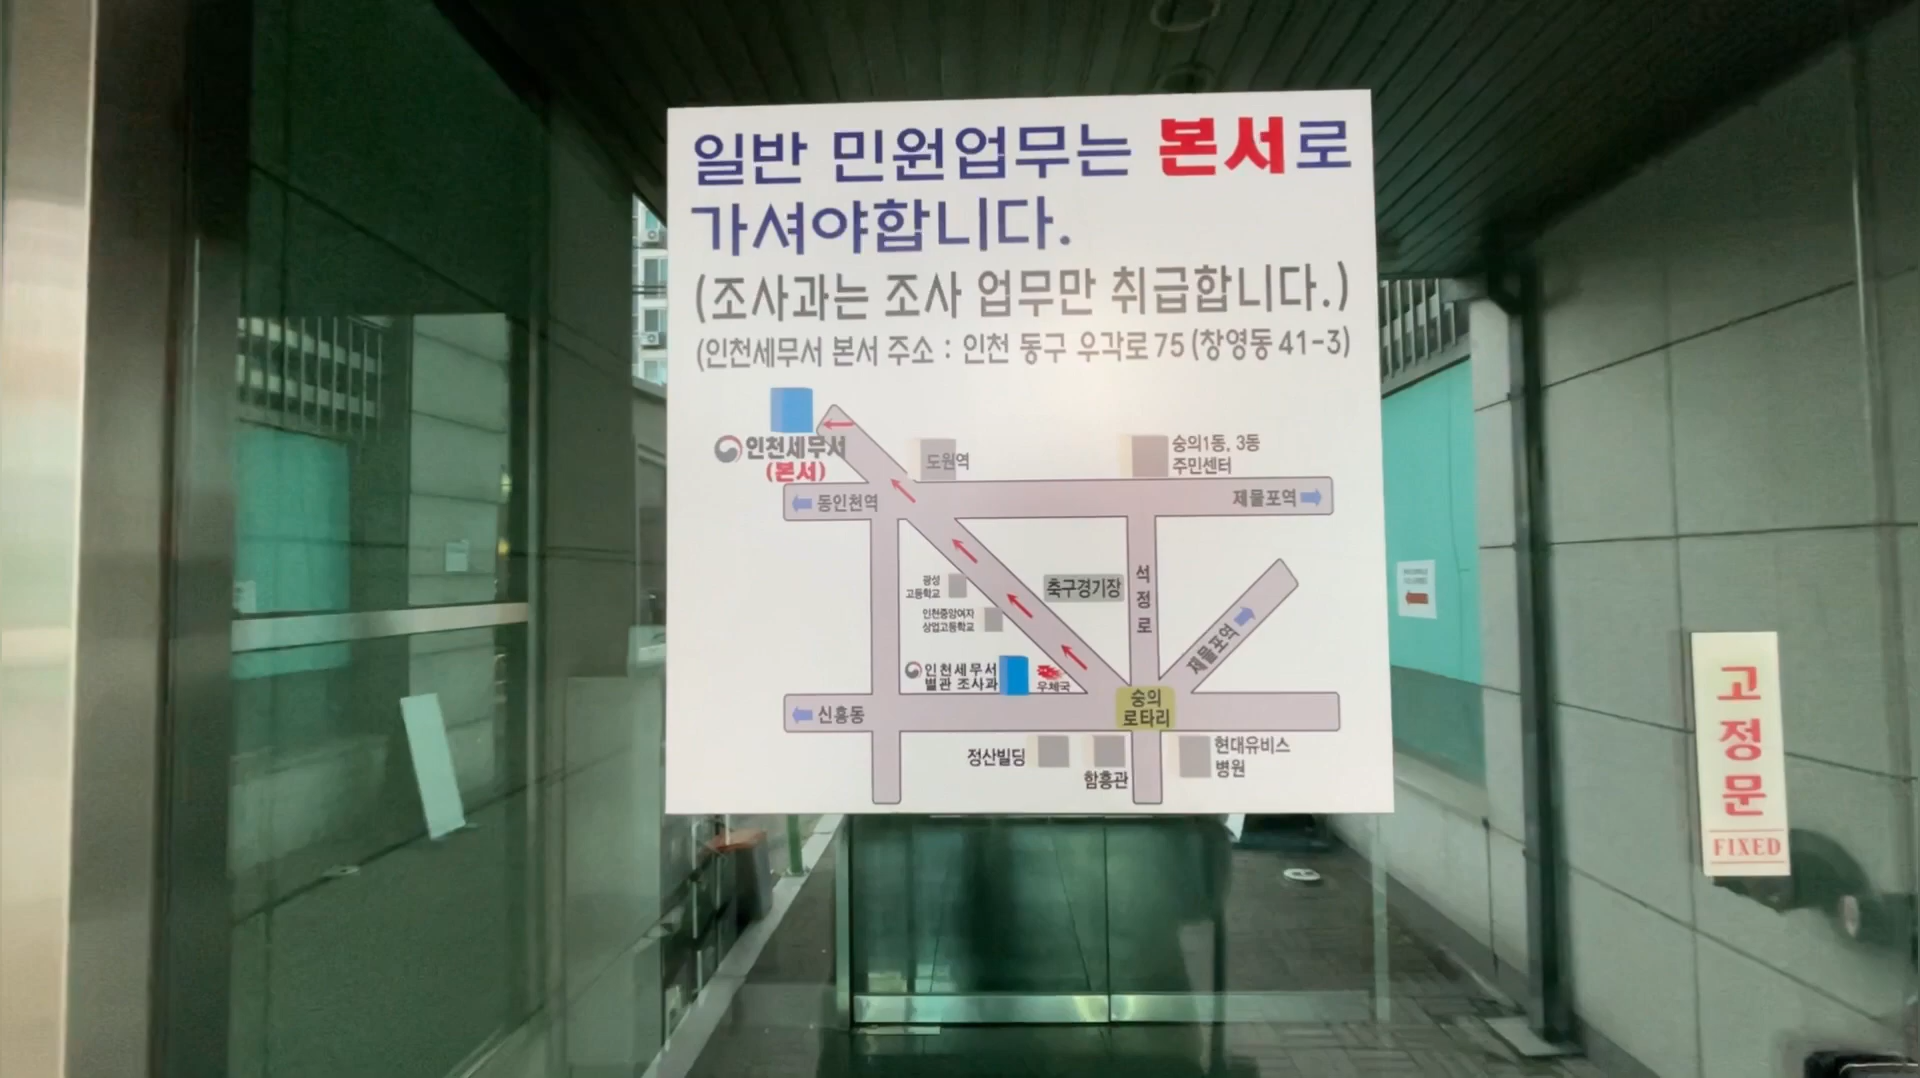 일반 민원업무는 본서로
가셔야합니다.
(조사과는 조사 업무만 취급합니다.)
(인천세무서 본서 주소 : 인천 동구 우각로 75 (창영동 41-3)
인천세무서
(본서)
도원역
숭의1동, 3동
주민센터
동인천역
제물포역
광성
고등학교
인천중앙여자
상업고등학교
축구경기장
석정로
제물포역
인천세무서
별관 조사과
우체국
숭의
로타리
신흥동
정산빌딩
함흥관
현대유비스
병원
고정문
FIXED